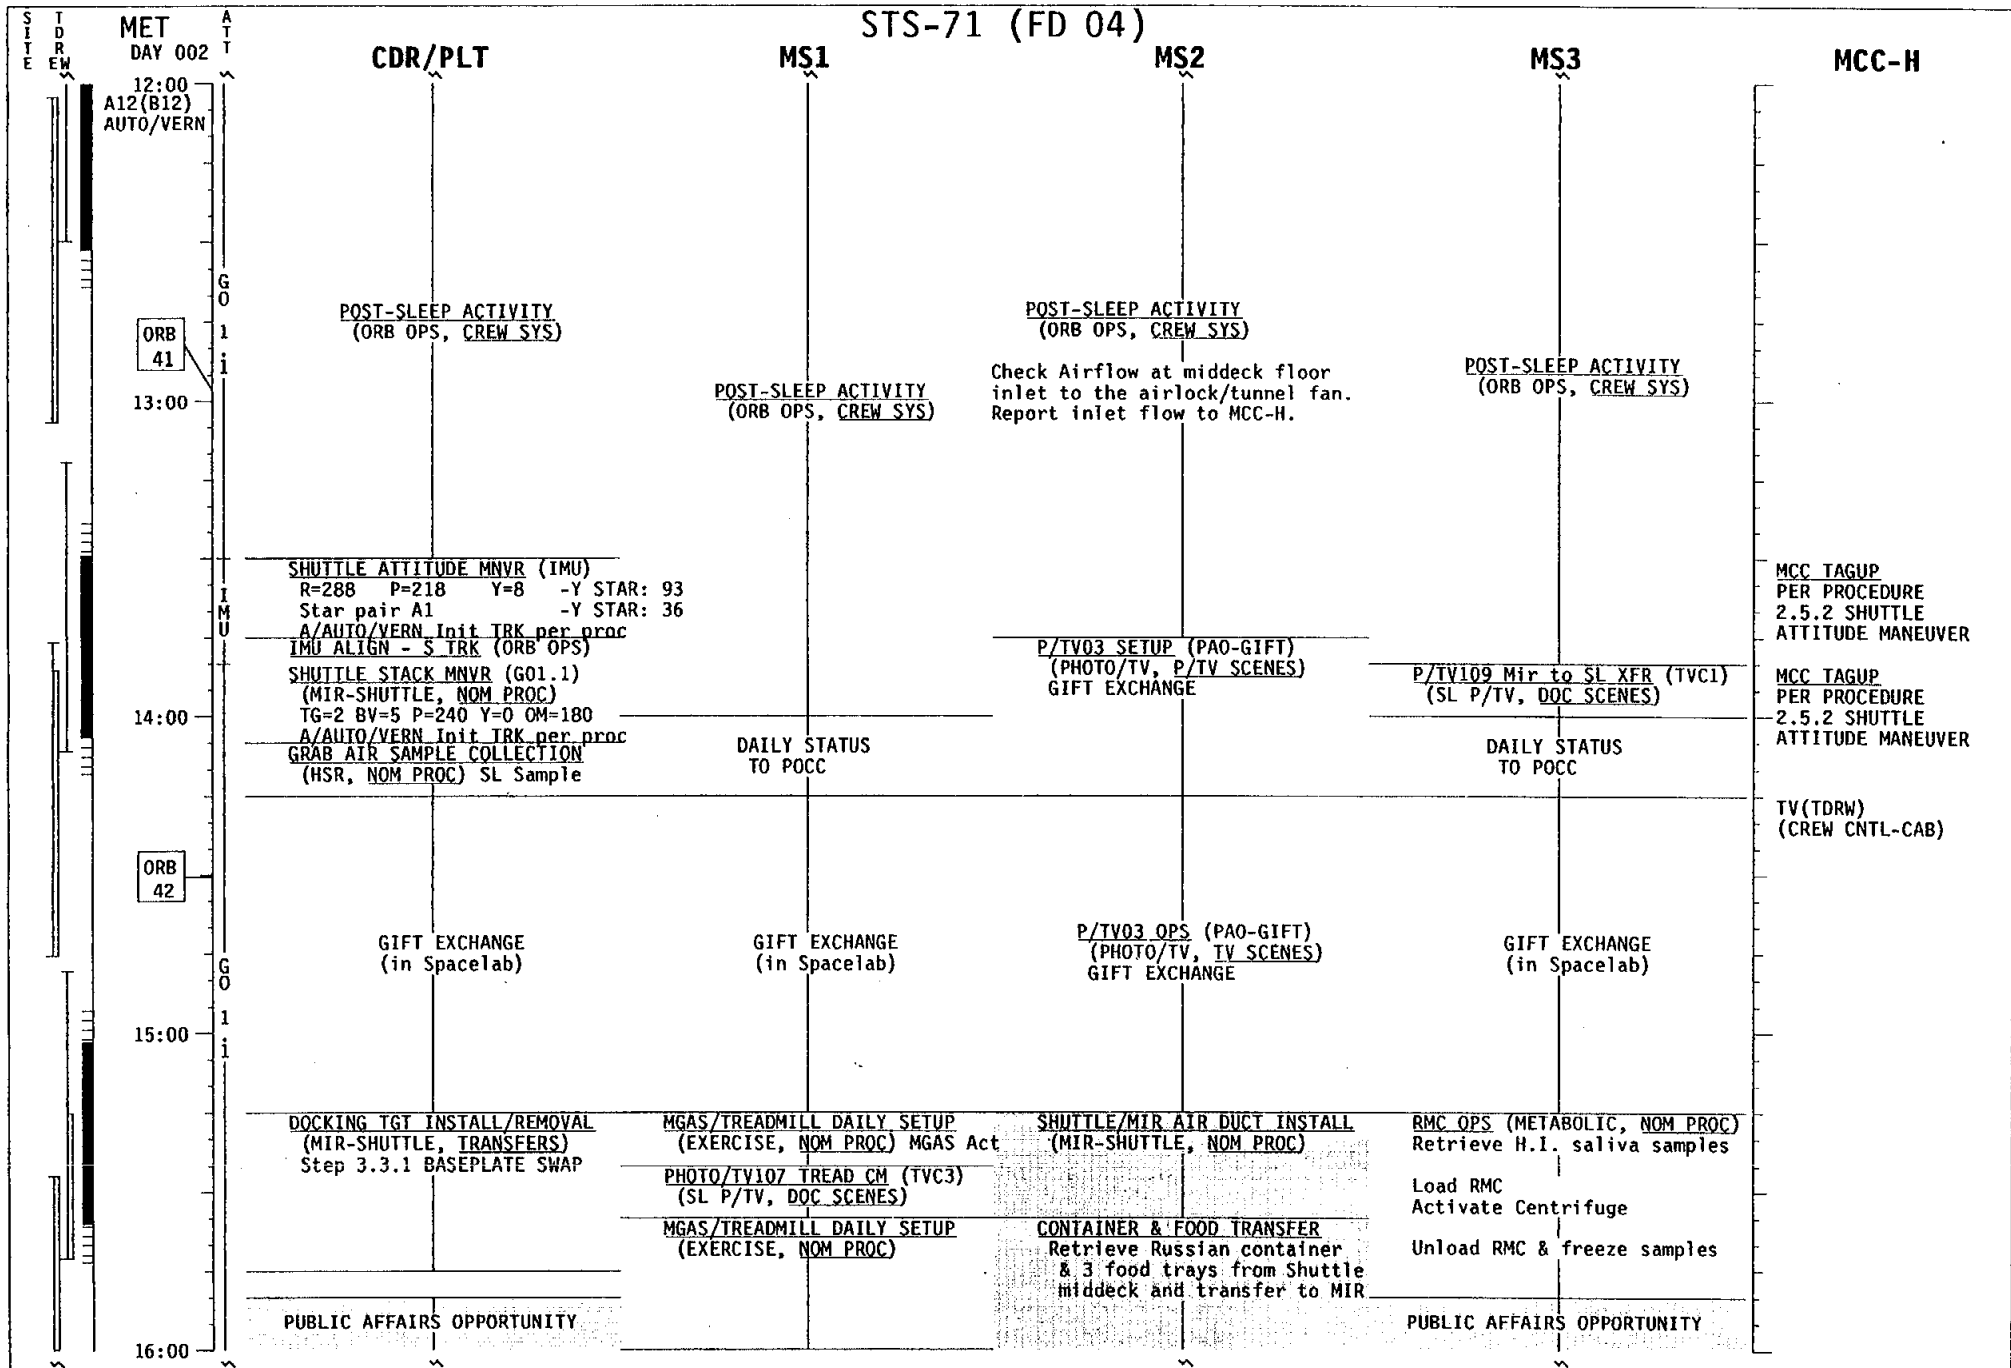 STS-71 (FD 04)
SITE
TDRE
W
MET
DAY 002
ATT
CDR/PLT
MS1
MS2
MS3
MCC-H
12:00
A12(B12)
AUTO/VERN
GO 1 i
ORB
41
13:00
POST-SLEEP ACTIVITY
(ORB OPS, CREW SYS)
POST-SLEEP ACTIVITY
(ORB OPS, CREW SYS)
POST-SLEEP ACTIVITY
(ORB OPS, CREW SYS)
Check Airflow at middeck floor
inlet to the airlock/tunnel fan.
Report inlet flow to MCC-H.
POST-SLEEP ACTIVITY
(ORB OPS, CREW SYS)
IMU
SHUTTLE ATTITUDE MNVR (IMU)
R=288 P=218 Y=8 -Y STAR: 93
Star pair A1 -Y STAR: 36
A/AUTO/VERN Init TRK per proc
IMU ALIGN - S TRK (ORB OPS)
SHUTTLE STACK MNVR (GO1.1)
(MIR-SHUTTLE, NOM PROC)
TG=2 BV=5 P=240 Y=0 OM=180
A/AUTO/VERN Init TRK per proc
GRAB AIR SAMPLE COLLECTION
(HSR, NOM PROC) SL Sample
14:00
DAILY STATUS
TO POCC
P/TV03 SETUP (PAO-GIFT)
(PHOTO/TV, P/TV SCENES)
GIFT EXCHANGE
P/TV109 Mir to SL XFR (TVC1)
(SL P/TV, DOC SCENES)
DAILY STATUS
TO POCC
MCC TAGUP
PER PROCEDURE
2.5.2 SHUTTLE
ATTITUDE MANEUVER
MCC TAGUP
PER PROCEDURE
2.5.2 SHUTTLE
ATTITUDE MANEUVER
TV(TDRW)
(CREW CNTL-CAB)
ORB
42
GO 1.i
15:00
GIFT EXCHANGE
(in Spacelab)
GIFT EXCHANGE
(in Spacelab)
P/TV03 OPS (PAO-GIFT)
(PHOTO/TV, TV SCENES)
GIFT EXCHANGE
GIFT EXCHANGE
(in Spacelab)
DOCKING TGT INSTALL/REMOVAL
(MIR-SHUTTLE, TRANSFERS)
Step 3.3.1 BASEPLATE SWAP
PUBLIC AFFAIRS OPPORTUNITY
MGAS/TREADMILL DAILY SETUP
(EXERCISE, NOM PROC) MGAS Act
PHOTO/TV107 TREAD CM (TVC3)
(SL P/TV, DOC SCENES)
MGAS/TREADMILL DAILY SETUP
(EXERCISE, NOM PROC)
SHUTTLE/MIR AIR DUCT INSTALL
(MIR-SHUTTLE, NOM PROC)
CONTAINER & FOOD TRANSFER
Retrieve Russian container
& 3 food trays from Shuttle
middeck and transfer to MIR
RMC OPS (METABOLIC, NOM PROC)
Retrieve H.I. saliva samples
Load RMC
Activate Centrifuge
Unload RMC & freeze samples
PUBLIC AFFAIRS OPPORTUNITY
16:00